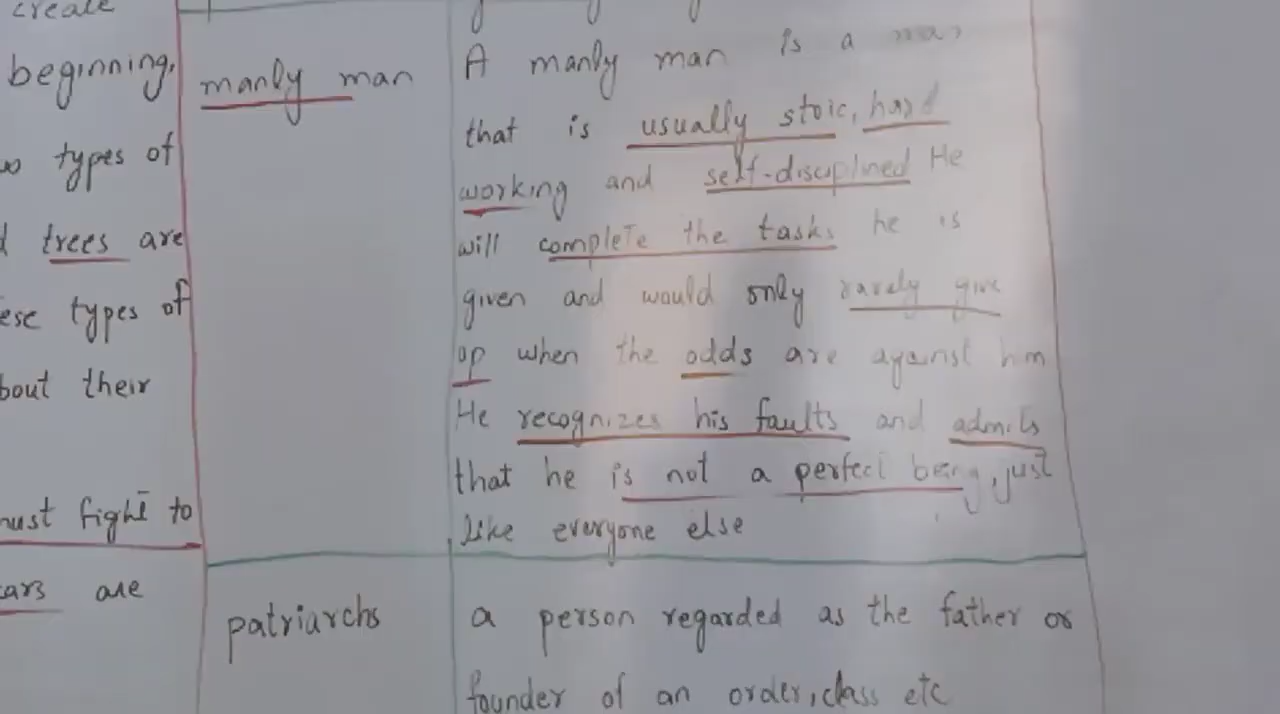 create
beginning,
types of
trees are
ese types of
bout their
must fight to
cars are
manly man
A manly man is a man
that is usually stoic, hard
working and self-disciplined He
will complete the tasks he is
given and would only rarely give
up when the odds are against him
He recognizes his faults and admits
that he is not a perfect being, just
like everyone else
patriarchs
a person regarded as the father or
founder of an order, class etc